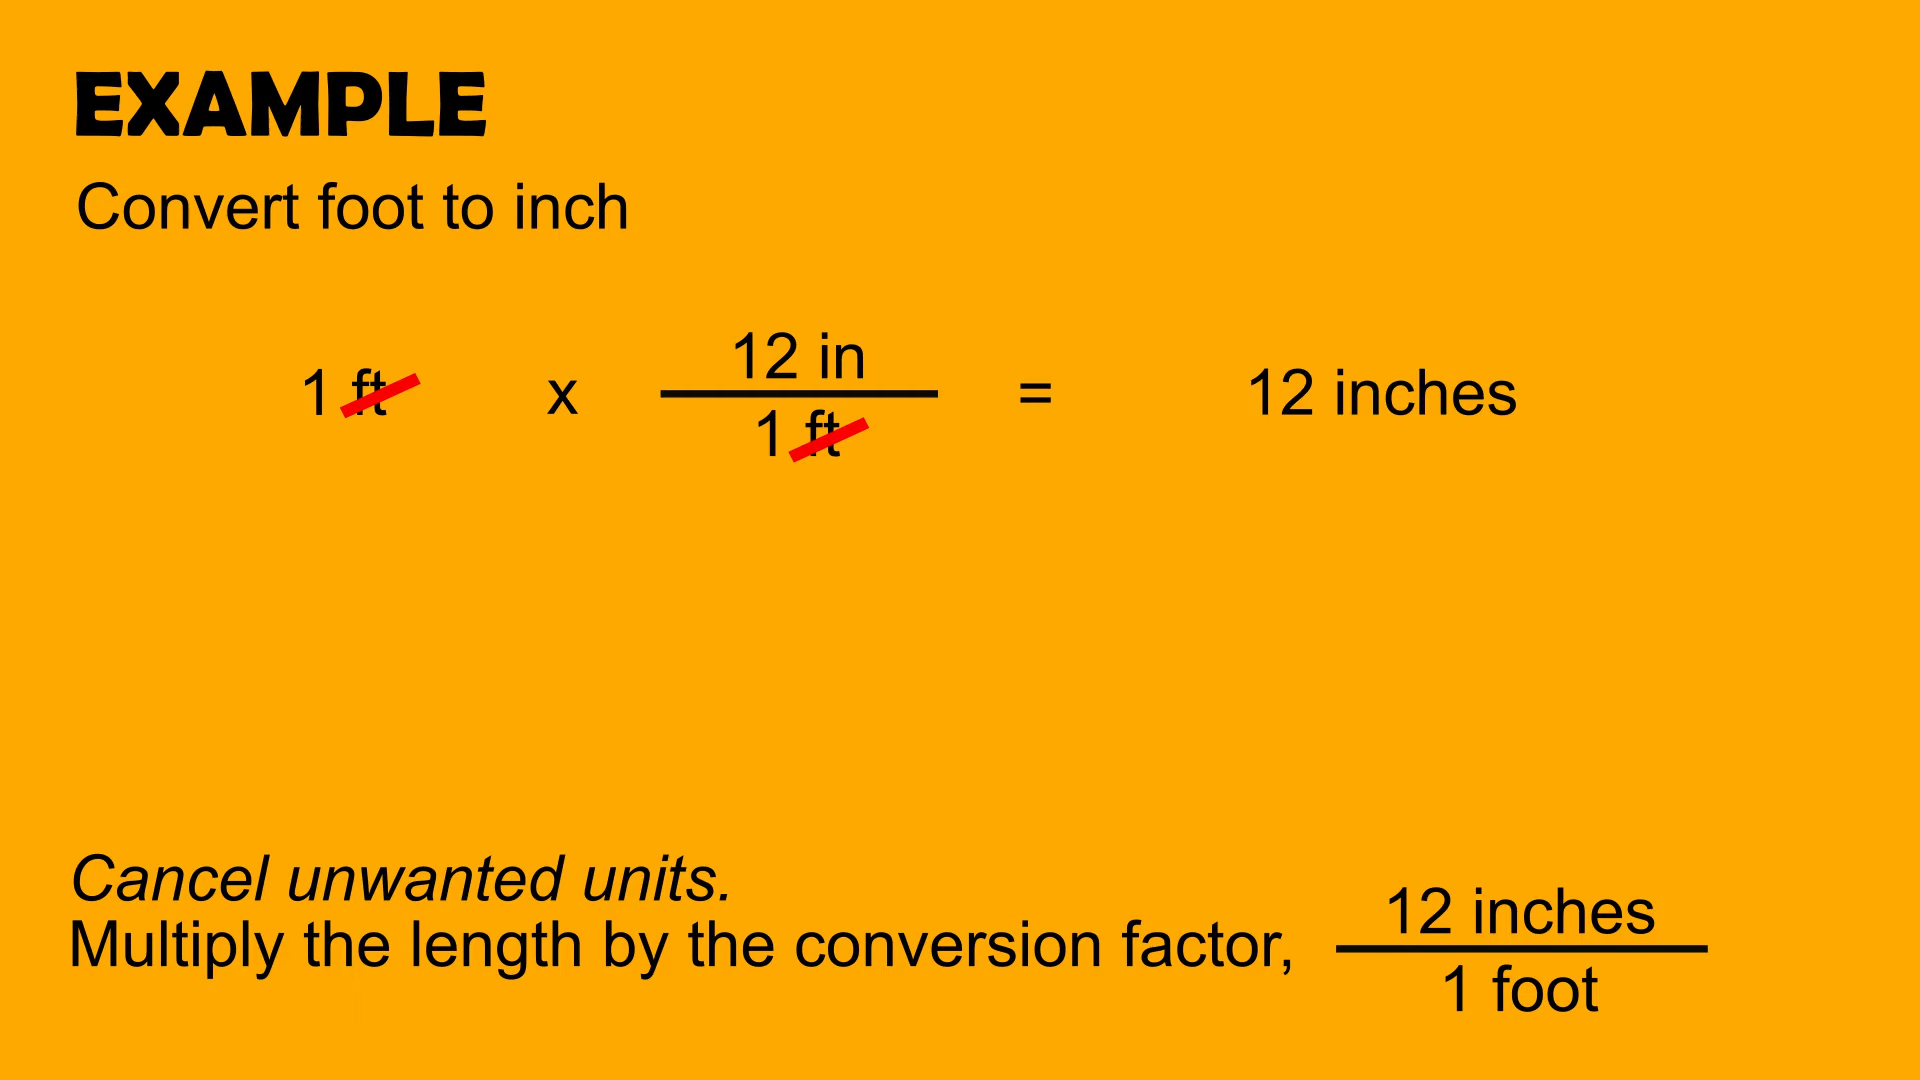 EXAMPLE
Convert foot to inch
12 in
1 ft x = 12 inches
1 ft
Cancel unwanted units.
12 inches
Multiply the length by the conversion factor,
1 foot